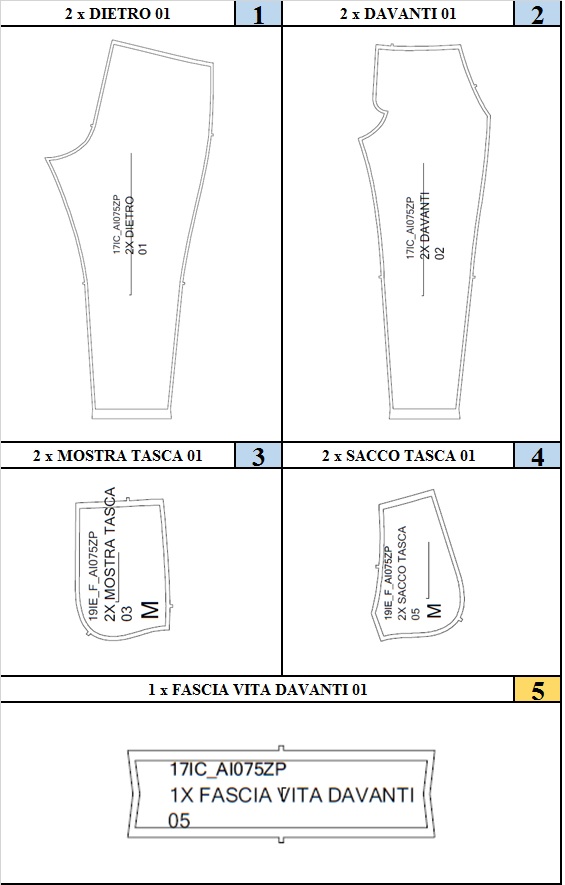 2 x DIETRO 01
1
2 x DAVANTI 01
2
17IC_AI075ZP
2X DIETRO
01
17IC_AI075ZP
2X DAVANTI
02
2 x MOSTRA TASCA 01
3
2 x SACCO TASCA 01
4
19IE_F_AI075ZP
2X MOSTRA TASCA
03
M
19IE_F_AI075ZP
2X SACCO TASCA
05
M
1 x FASCIA VITA DAVANTI 01
5
17IC_AI075ZP
1X FASCIA VITA DAVANTI
05